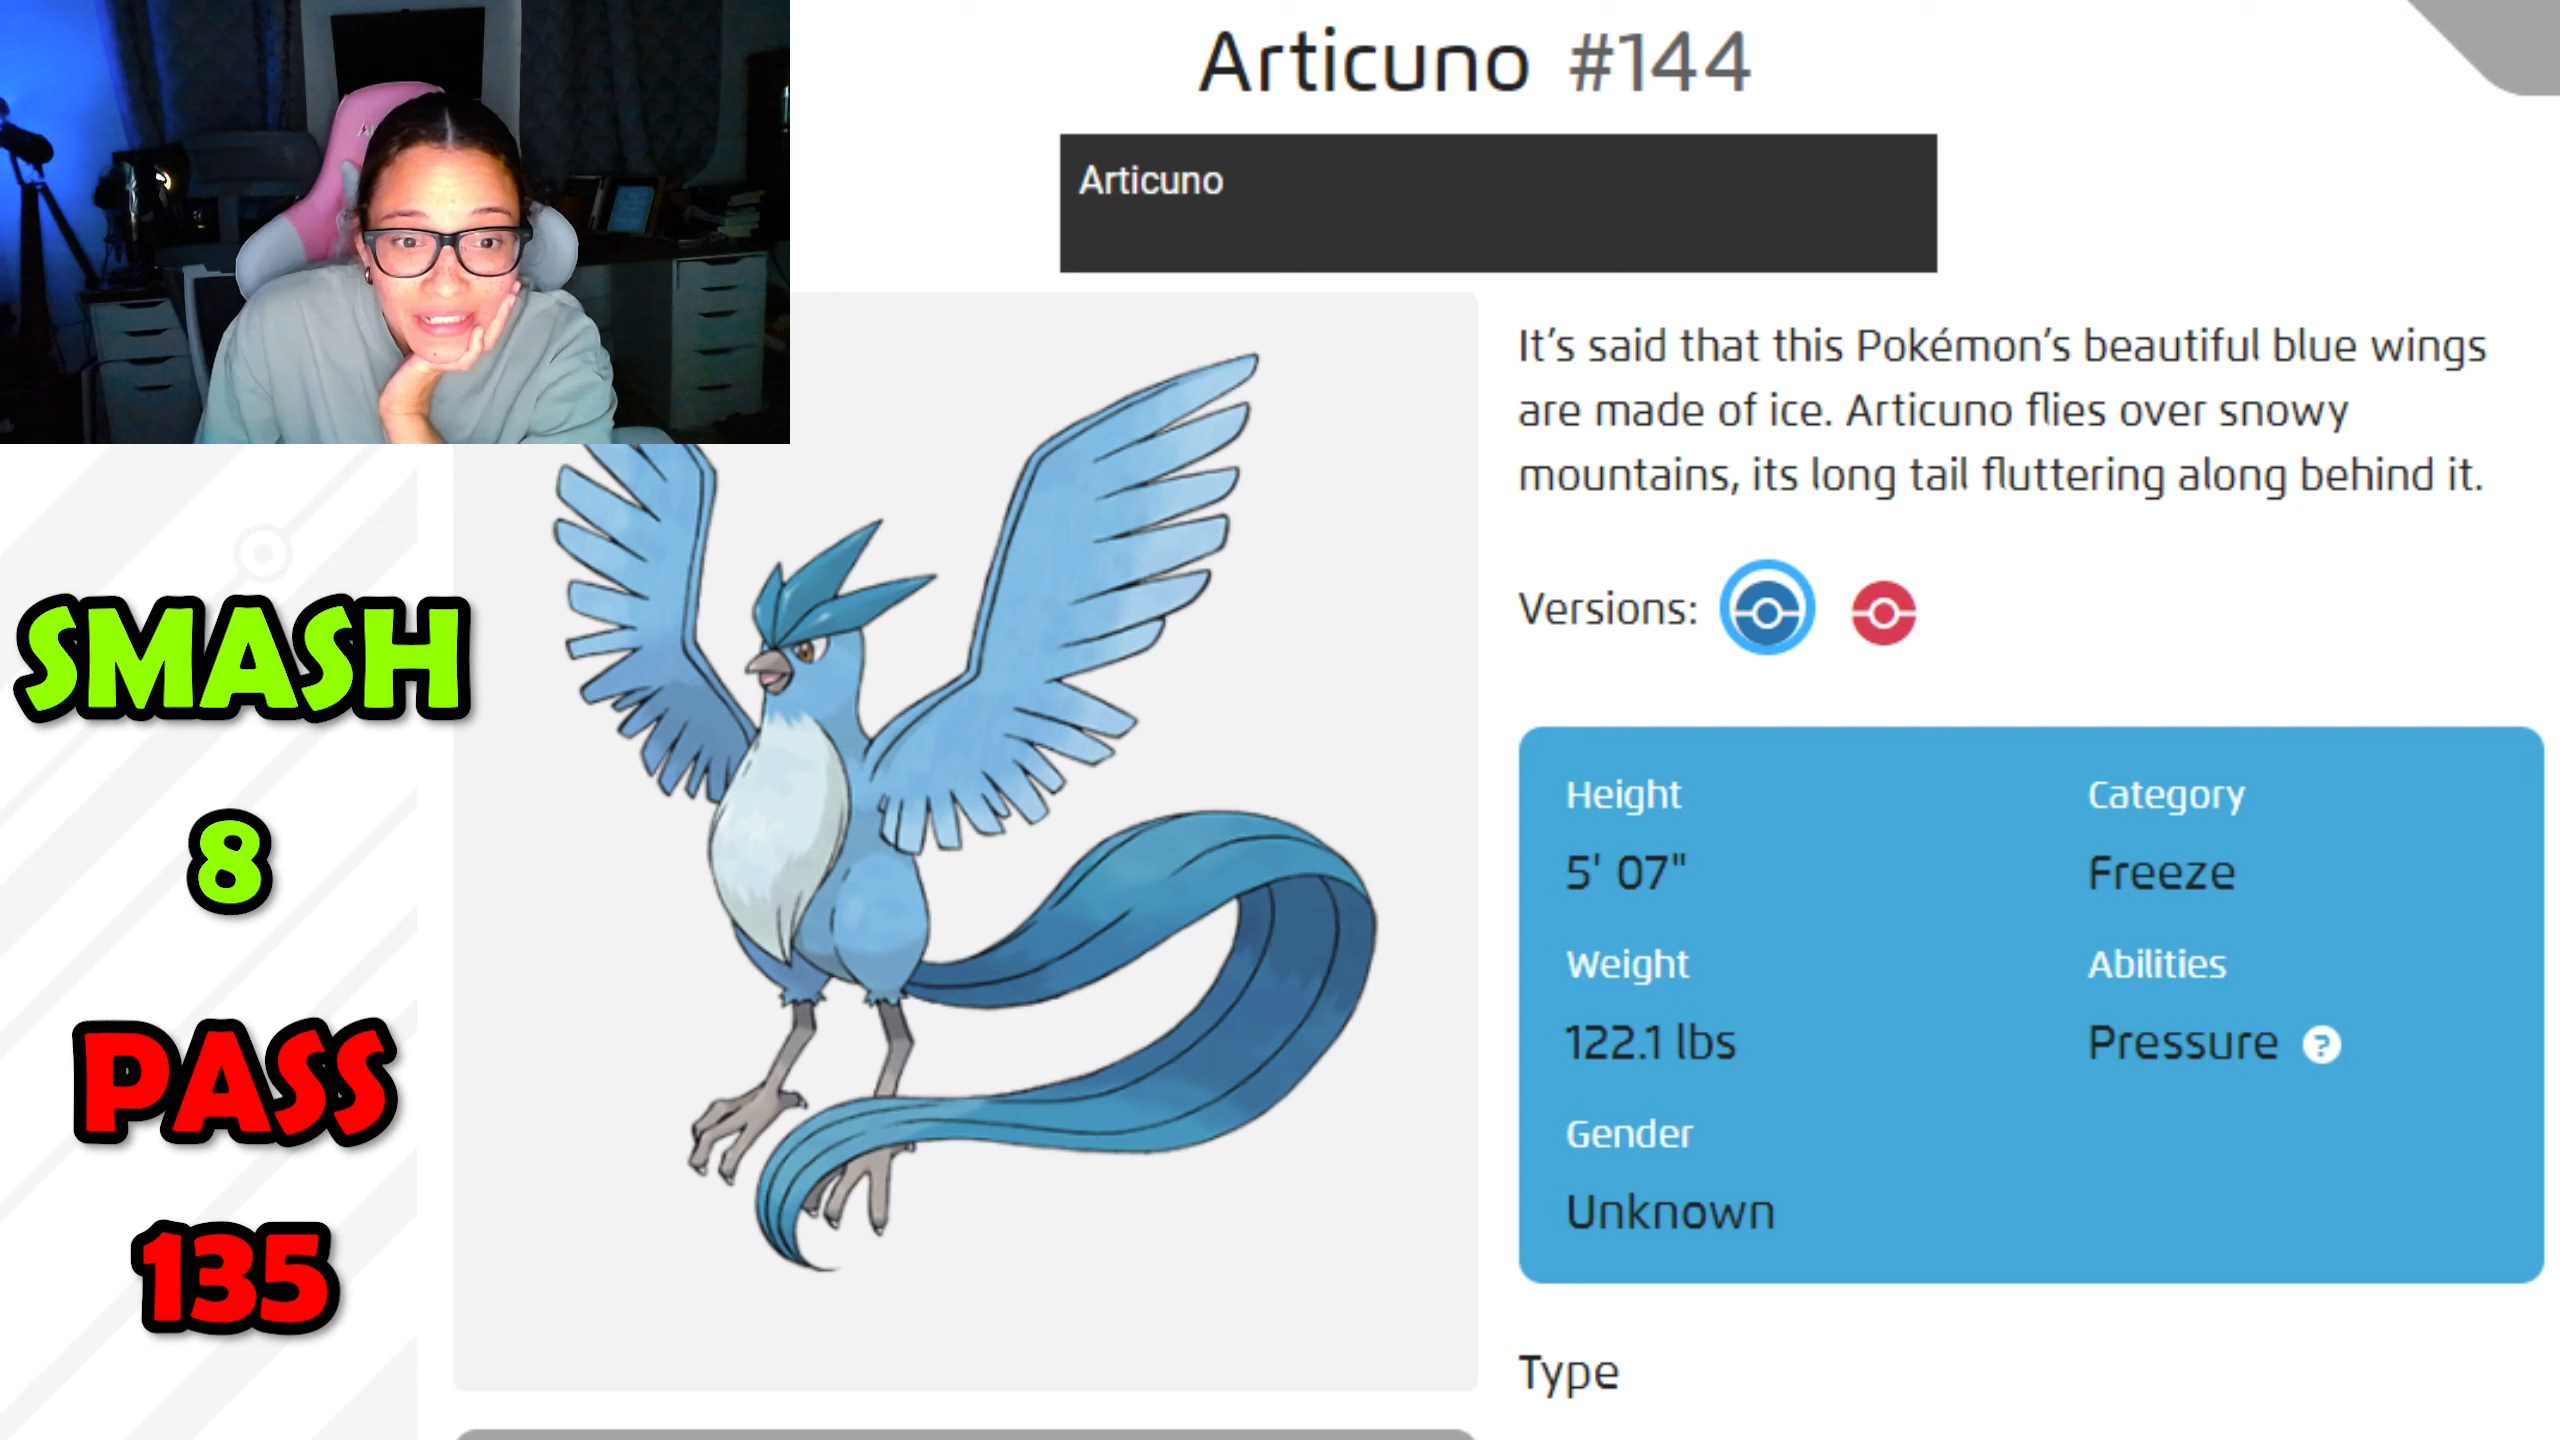 Articuno #144
Articuno
It's said that this Pokémon's beautiful blue wings
are made of ice. Articuno flies over snowy
mountains, its long tail fluttering along behind it.
Versions:
Height
5' 07"
Category
Freeze
Weight
122.1 lbs
Abilities
Pressure ?
Gender
Unknown
Type
SMASH
8
PASS
135